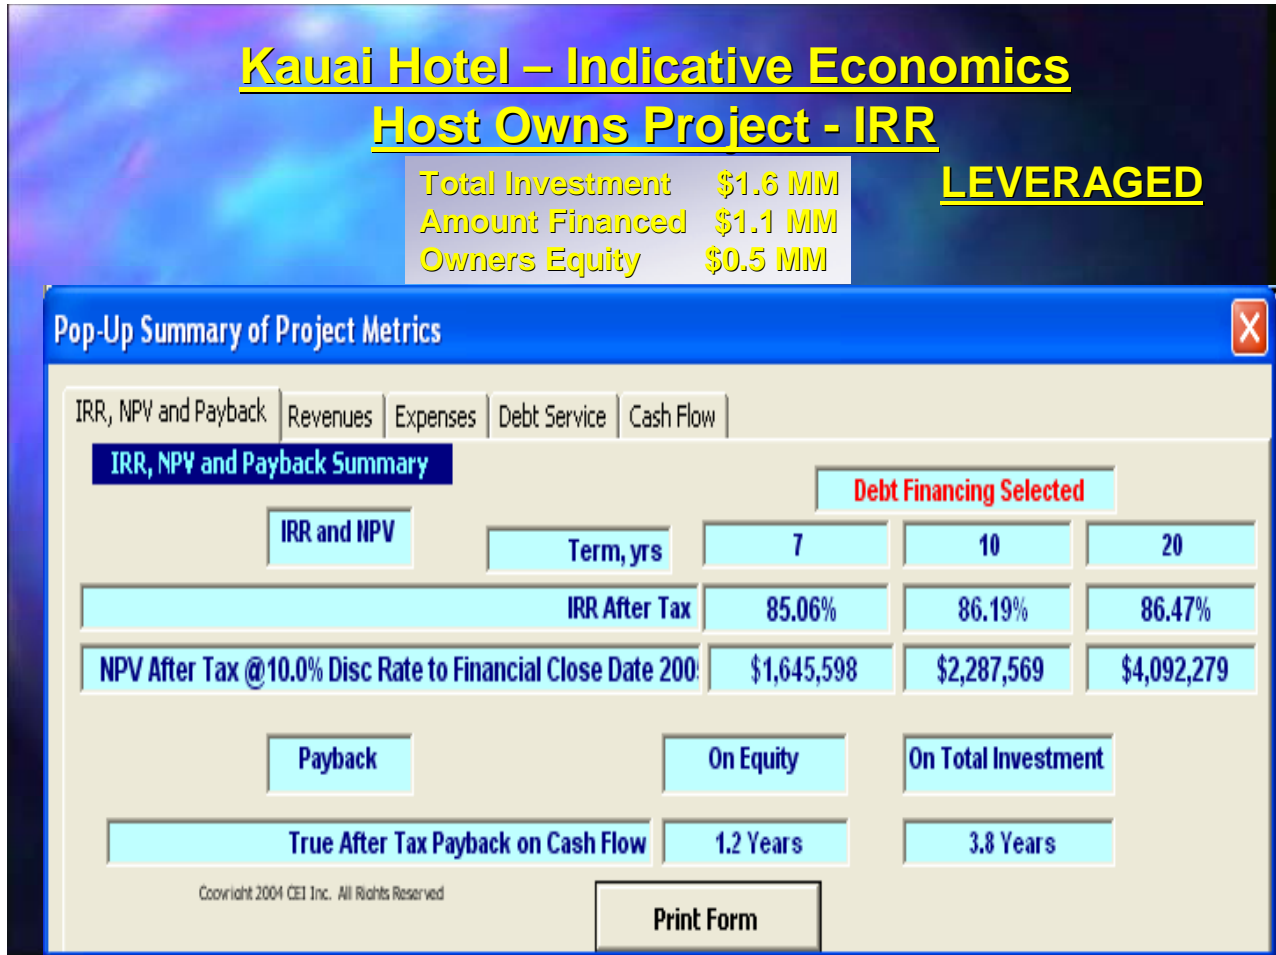 Kauai Hotel – Indicative Economics
Host Owns Project - IRR
LEVERAGED
Total Investment $1.6 MM
Amount Financed $1.1 MM
Owners Equity $0.5 MM
Pop-Up Summary of Project Metrics
IRR, NPV and Payback Revenues Expenses Debt Service Cash Flow
IRR, NPV and Payback Summary
Debt Financing Selected
IRR and NPV
Term, yrs 7 10 20
IRR After Tax 85.06% 86.19% 86.47%
NPV After Tax @10.0% Disc Rate to Financial Close Date 200 $1,645,598 $2,287,569 $4,092,279
Payback On Equity On Total Investment
True After Tax Payback on Cash Flow 1.2 Years 3.8 Years
Copyright 2004 CEI Inc. All Rights Reserved
Print Form